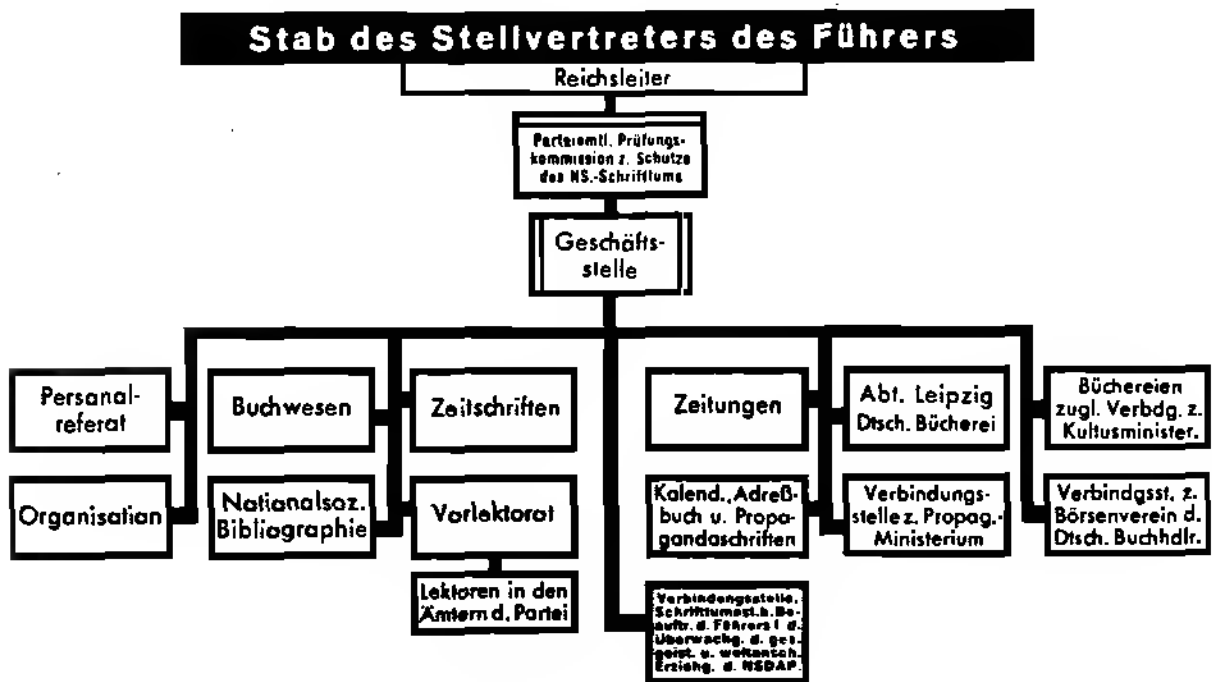 Stab des Stellvertreters des Führers
Reichsleiter
Parteiamtl. Prüfungs-
kommission z. Schutze
des NS.-Schrifttums
Geschäfts-
stelle
Personal-
referat
Buchwesen
Zeitschriften
Zeitungen
Abt. Leipzig
Dtsch. Bücherei
Büchereien
zugl. Verbdg. z.
Kultusminister.
Organisation
Nationalsoz.
Bibliographie
Vorlektorat
Kalend., Adreß-
buch u. Propa-
gandaschriften
Verbindungs-
stelle z. Propag.-
Ministerium
Verbindgsst. z.
Börsenverein d.
Dtsch. Buchhdlr.
Lektoren in den
Ämtern d. Partei
Verbindungsstelle,
Schrifttumsst. b. Be-
auftr. d. Führers f. d.
Überwachg. d. ges.
geist. u. weltansch.
Erziehg. d. NSDAP.